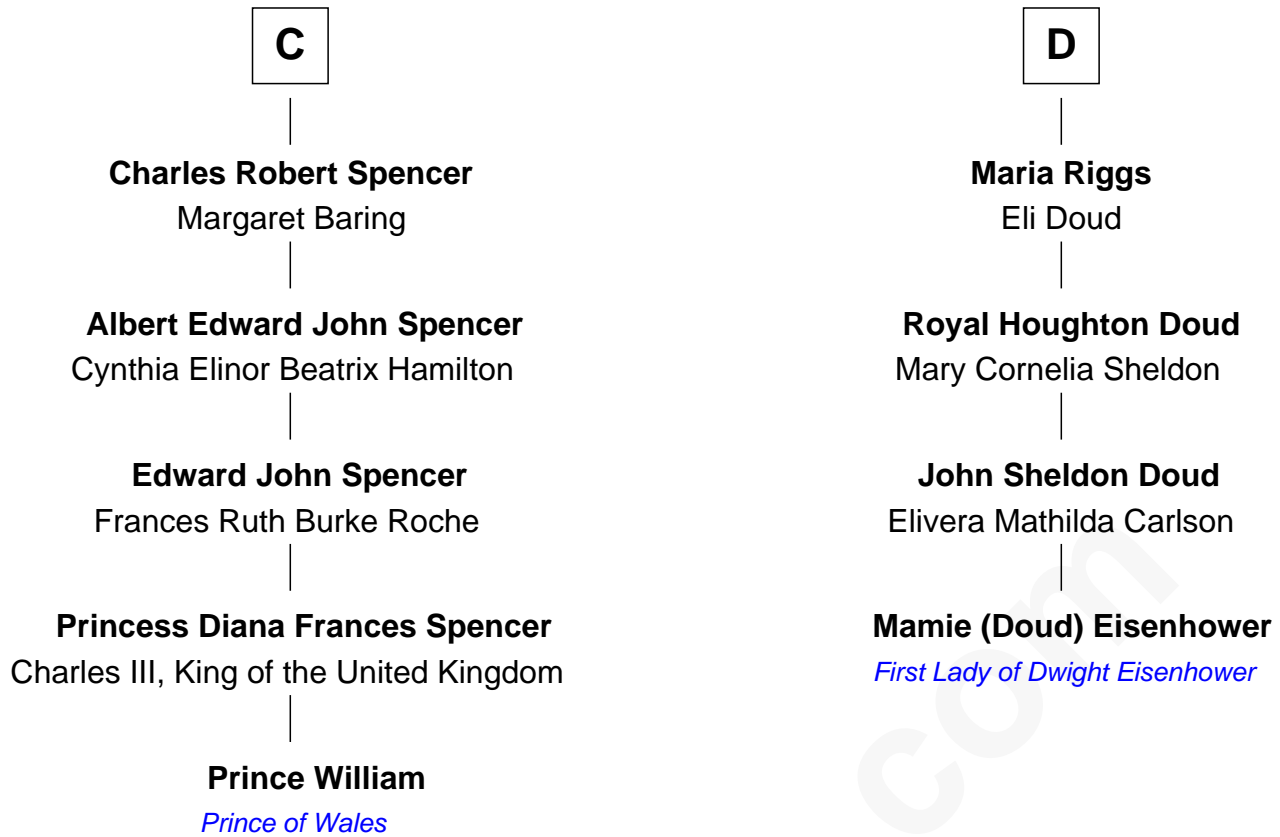 C
Charles Robert Spencer
Margaret Baring
Albert Edward John Spencer
Cynthia Elinor Beatrix Hamilton
Edward John Spencer
Frances Ruth Burke Roche
Princess Diana Frances Spencer
Charles III, King of the United Kingdom
Prince William
Prince of Wales
D
Maria Riggs
Eli Doud
Royal Houghton Doud
Mary Cornelia Sheldon
John Sheldon Doud
Elivera Mathilda Carlson
Mamie (Doud) Eisenhower
First Lady of Dwight Eisenhower
com